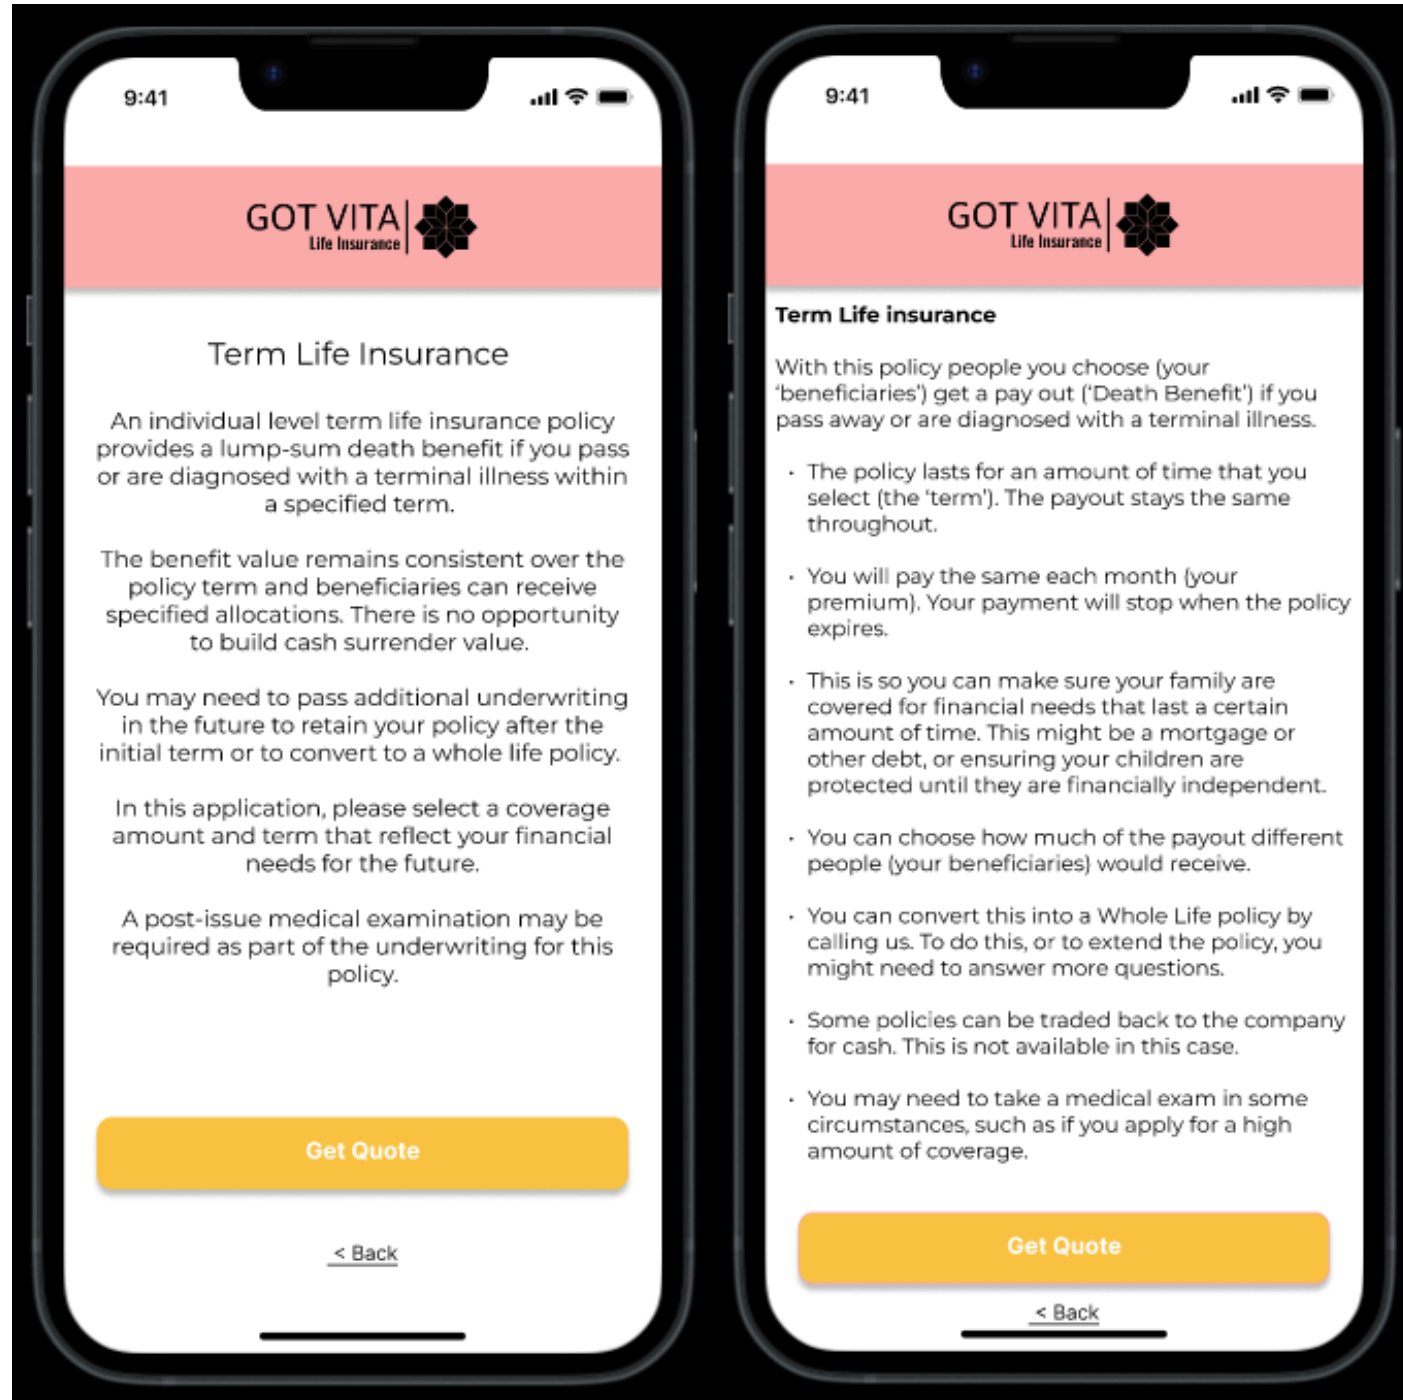 9:41
GOT VITA
Life Insurance
Term Life Insurance
An individual level term life insurance policy
provides a lump-sum death benefit if you pass
or are diagnosed with a terminal illness within
a specified term.
The benefit value remains consistent over the
policy term and beneficiaries can receive
specified allocations. There is no opportunity
to build cash surrender value.
You may need to pass additional underwriting
in the future to retain your policy after the
initial term or to convert to a whole life policy.
In this application, please select a coverage
amount and term that reflect your financial
needs for the future.
A post-issue medical examination may be
required as part of the underwriting for this
policy.
Get Quote
< Back
9:41
GOT VITA
Life Insurance
Term Life insurance
With this policy people you choose (your
‘beneficiaries’) get a pay out (‘Death Benefit’) if you
pass away or are diagnosed with a terminal illness.
· The policy lasts for an amount of time that you
select (the ‘term’). The payout stays the same
throughout.
· You will pay the same each month (your
premium). Your payment will stop when the policy
expires.
· This is so you can make sure your family are
covered for financial needs that last a certain
amount of time. This might be a mortgage or
other debt, or ensuring your children are
protected until they are financially independent.
· You can choose how much of the payout different
people (your beneficiaries) would receive.
· You can convert this into a Whole Life policy by
calling us. To do this, or to extend the policy, you
might need to answer more questions.
· Some policies can be traded back to the company
for cash. This is not available in this case.
· You may need to take a medical exam in some
circumstances, such as if you apply for a high
amount of coverage.
Get Quote
< Back